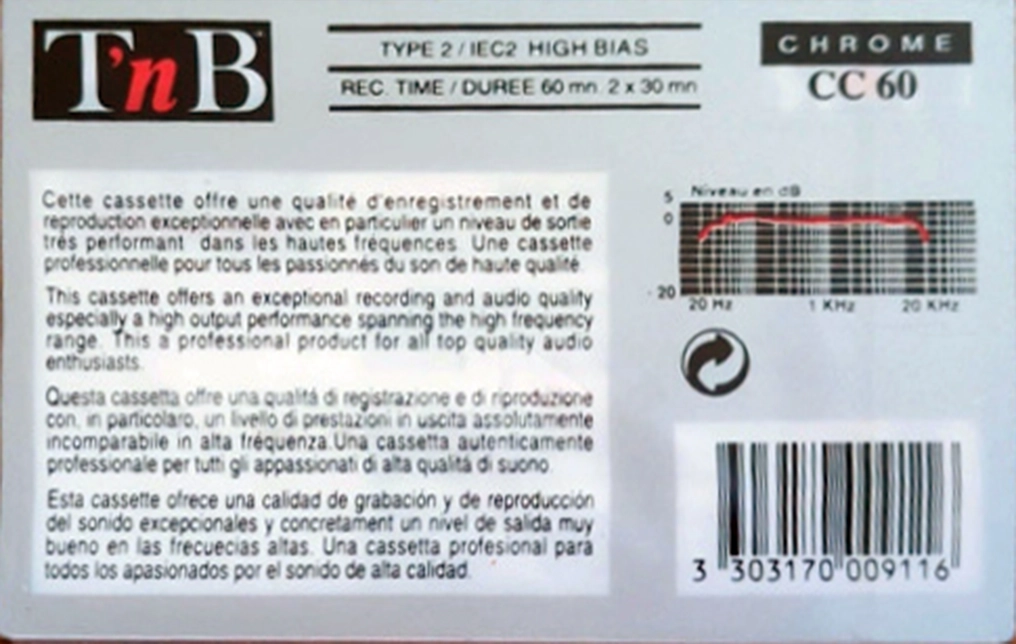 T'nB
TYPE 2 / IEC2 HIGH BIAS
REC. TIME / DUREE 60 mn. 2 x 30 mn
CHROME
CC 60
Cette cassette offre une qualité d'enregistrement et de
reproduction exceptionnelle avec en particulier un niveau de sortie
trés performant dans les hautes fréquences. Une cassette
professionnelle pour tous les passionnés du son de haute qualité.
This cassette offers an exceptional recording and audio quality
especially a high output performance spanning the high frequency
range. This a professional product for all top quality audio
enthusiasts.
Questa cassetta offre una qualitá di registrazione e di riproduzione
con, in particolaro, un livello di prestazioni in uscita assolutamente
incomparabile in alta fréquenza.Una cassetta autenticamente
professionale per tutti gli appassionati di alta qualitá di suono.
Esta cassette ofrece una calidad de grabación y de reproducción
del sonido excepcionales y concretament un nivel de salida muy
bueno en las frecuecias altas. Una cassetta profesional para
todos los apasionados por el sonido de alta calidad.
Niveau en dB
5
0
- 20
20 Hz 1 KHz 20 KHz
3 303170 009116